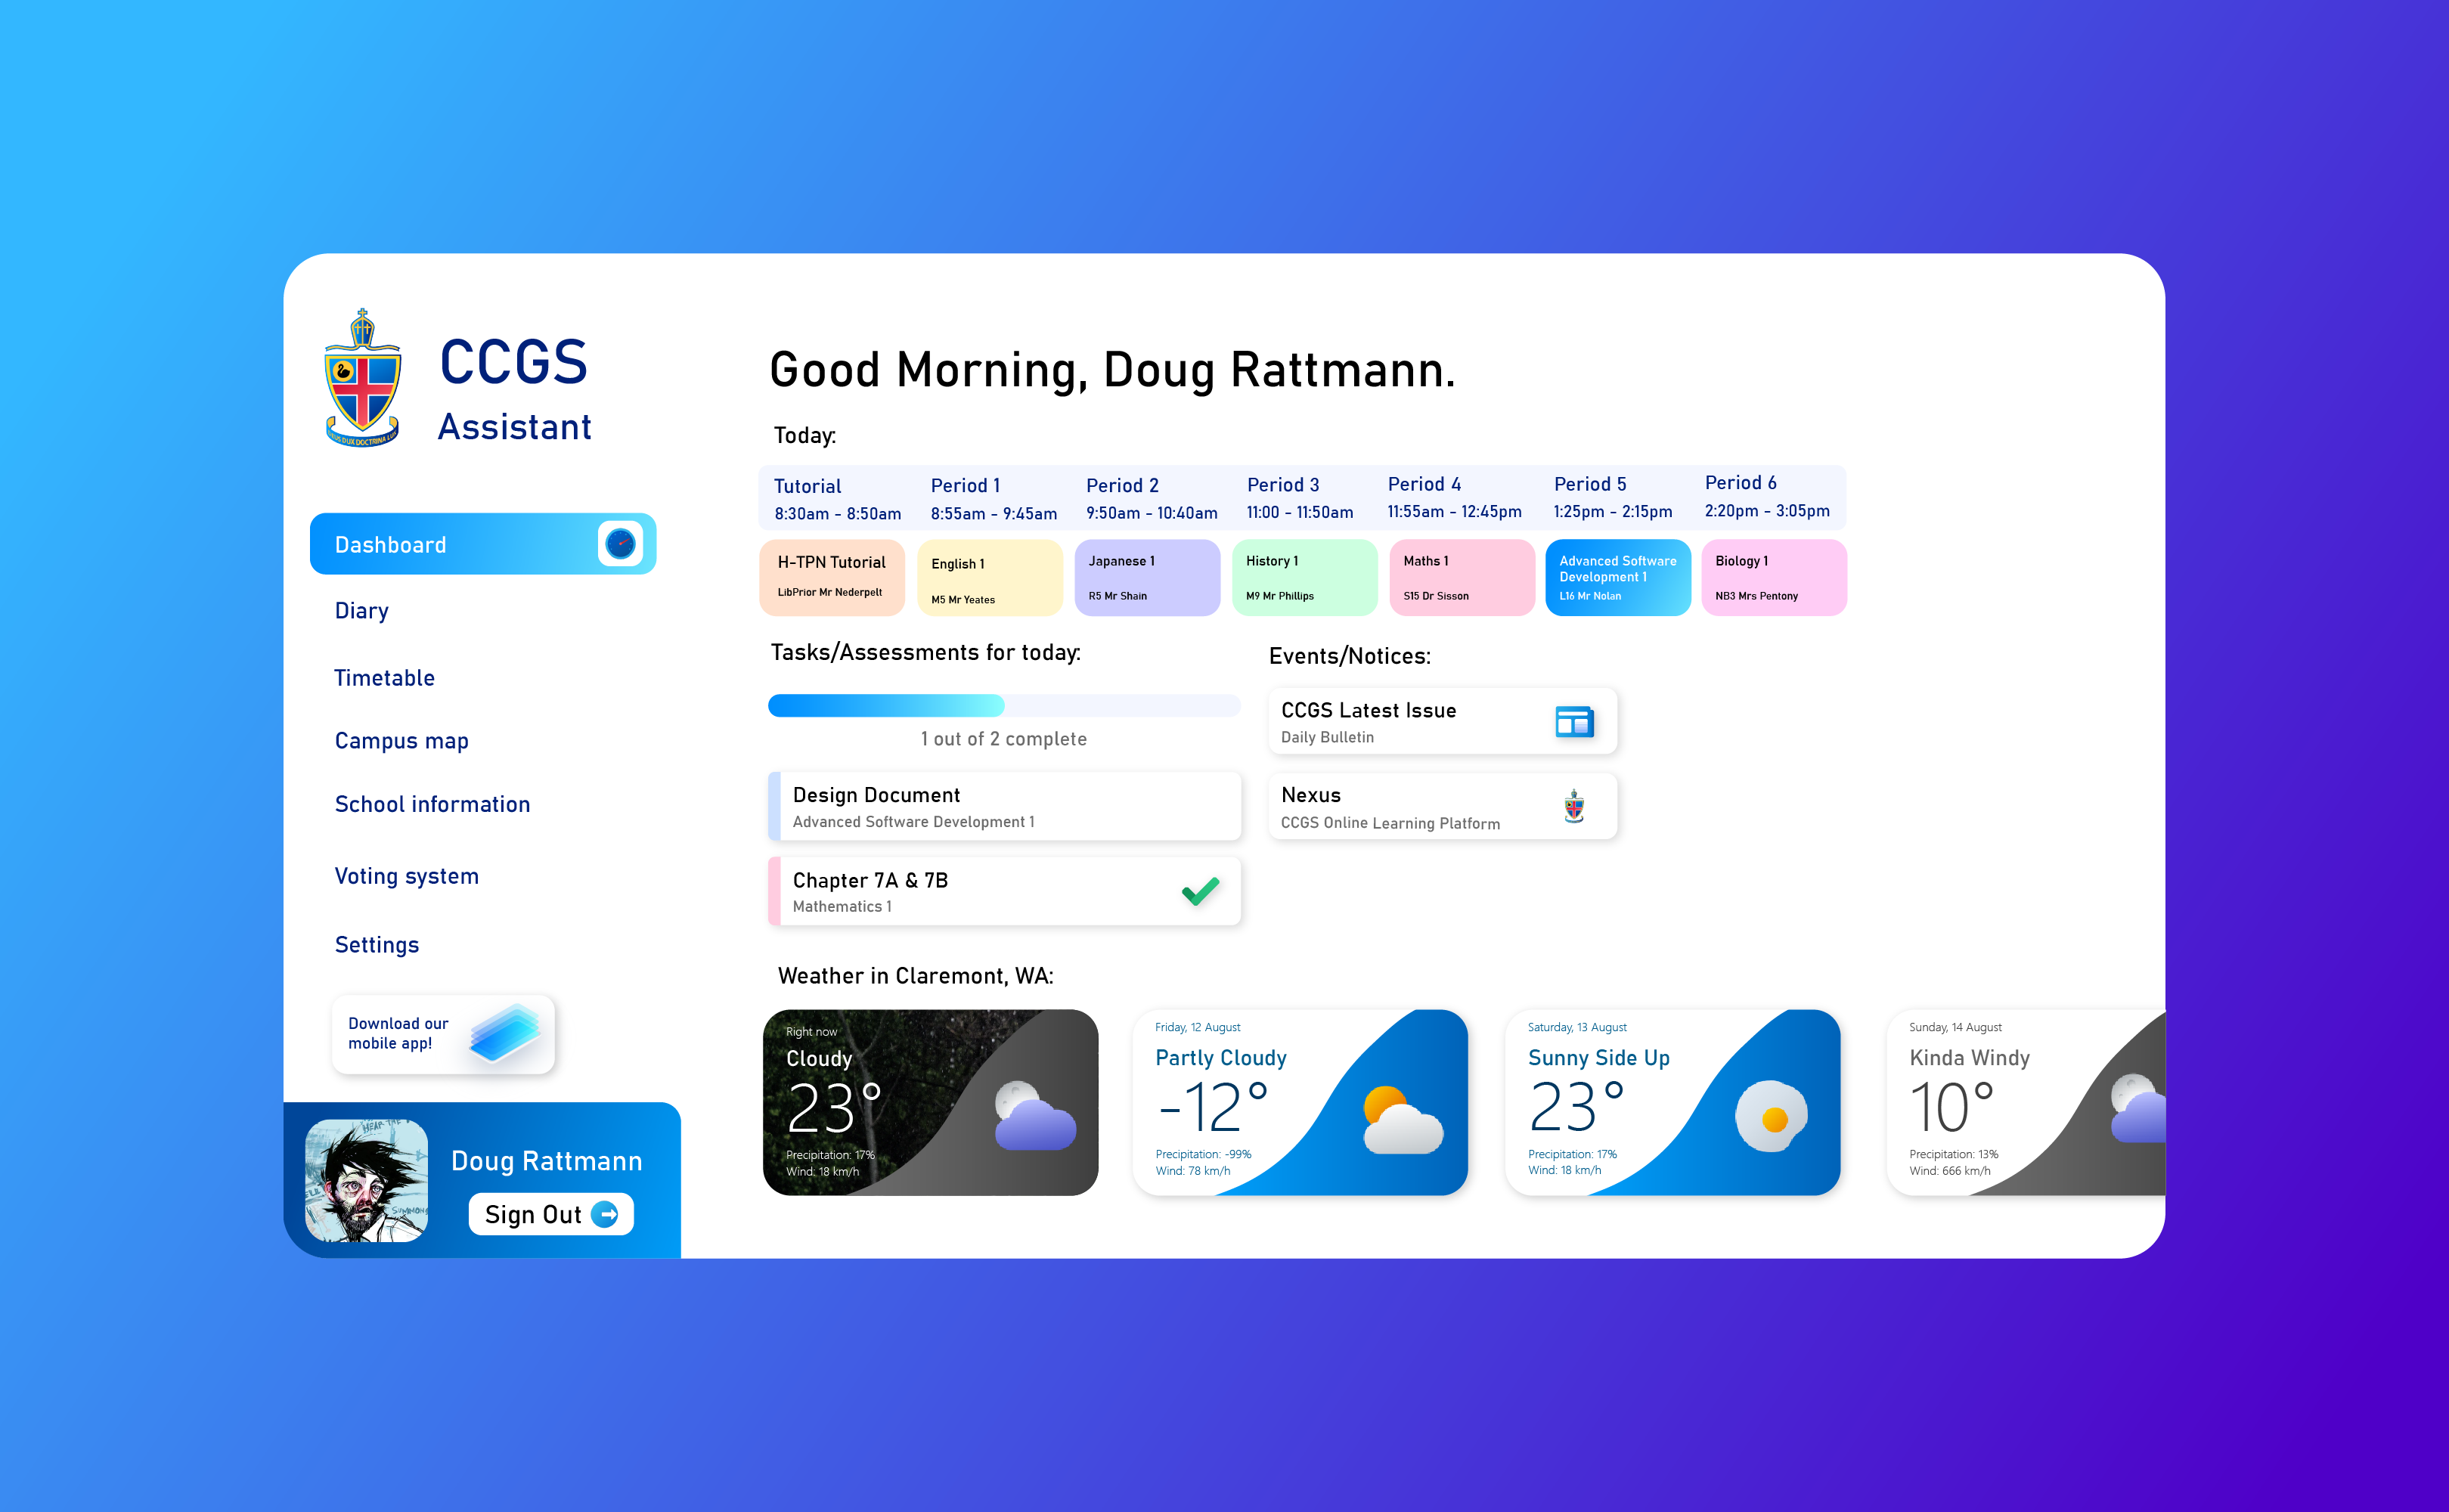 CCGS
Assistant
Dashboard
Diary
Timetable
Campus map
School information
Voting system
Settings
Download our
mobile app!
Doug Rattmann
Sign Out
Good Morning, Doug Rattmann.
Today:
Tutorial
8:30am - 8:50am
Period 1
8:55am - 9:45am
Period 2
9:50am - 10:40am
Period 3
11:00 - 11:50am
Period 4
11:55am - 12:45pm
Period 5
1:25pm - 2:15pm
Period 6
2:20pm - 3:05pm
H-TPN Tutorial
LibPrior Mr Nederpelt
English 1
M5 Mr Yeates
Japanese 1
R5 Mr Shain
History 1
M9 Mr Phillips
Maths 1
S15 Dr Sisson
Advanced Software
Development 1
L16 Mr Nolan
Biology 1
NB3 Mrs Pentony
Tasks/Assessments for today:
1 out of 2 complete
Design Document
Advanced Software Development 1
Chapter 7A & 7B
Mathematics 1
Events/Notices:
CCGS Latest Issue
Daily Bulletin
Nexus
CCGS Online Learning Platform
Weather in Claremont, WA:
Right now
Cloudy
23°
Precipitation: 17%
Wind: 18 km/h
Friday, 12 August
Partly Cloudy
-12°
Precipitation: -99%
Wind: 78 km/h
Saturday, 13 August
Sunny Side Up
23°
Precipitation: 17%
Wind: 18 km/h
Sunday, 14 August
Kinda Windy
10°
Precipitation: 13%
Wind: 666 km/h